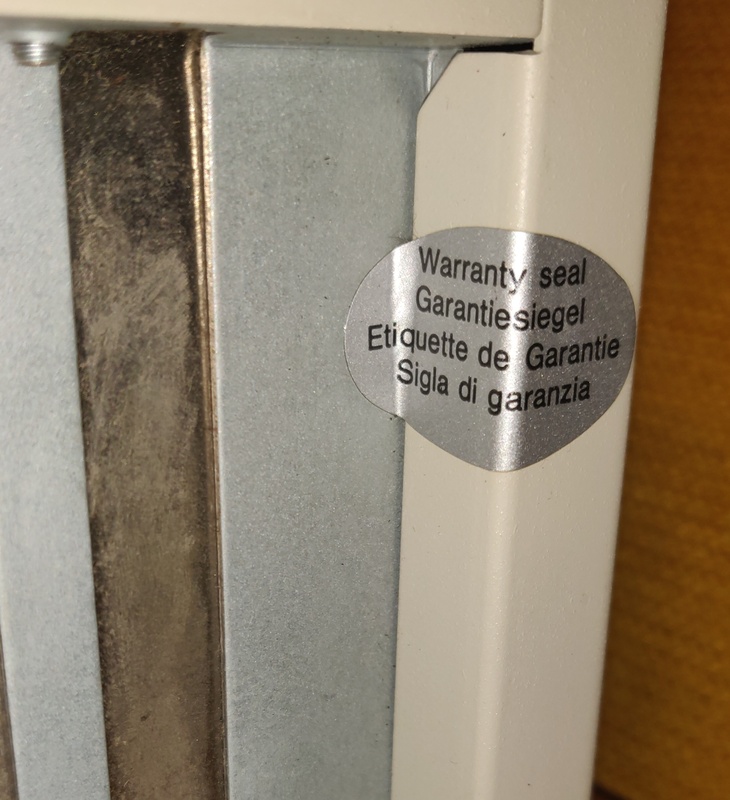 Warranty seal
Garantiesiegel
Etiquette de Garantie
Sigla di garanzia